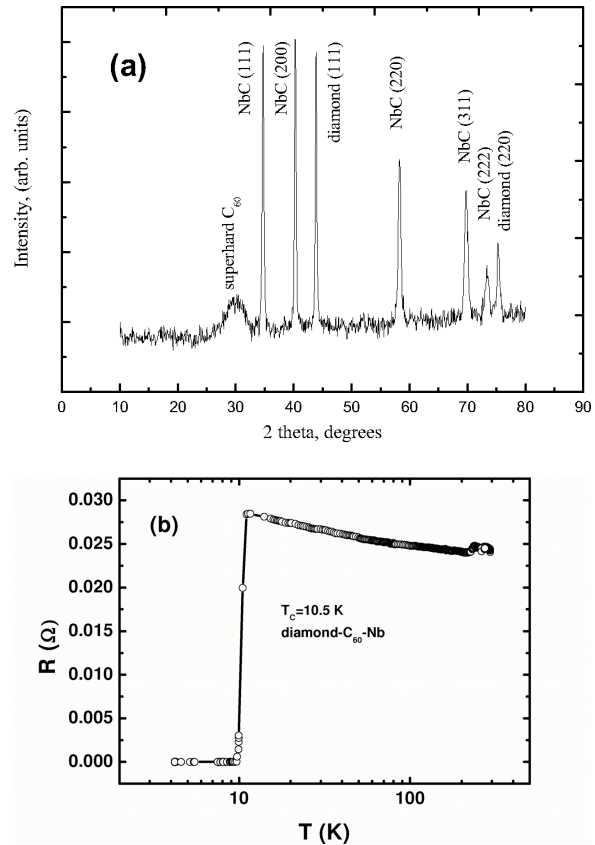 (a)
Intensity, (arb. units)
superhard C60
NbC (111)
NbC (200)
diamond (111)
NbC (220)
NbC (311)
NbC (222)
diamond (220)
0 10 20 30 40 50 60 70 80 90
2 theta, degrees
(b)
0.030
0.025
0.020
0.015
0.010
0.005
0.000
R (Ω)
TC=10.5 K
diamond-C60-Nb
10 100
T (K)